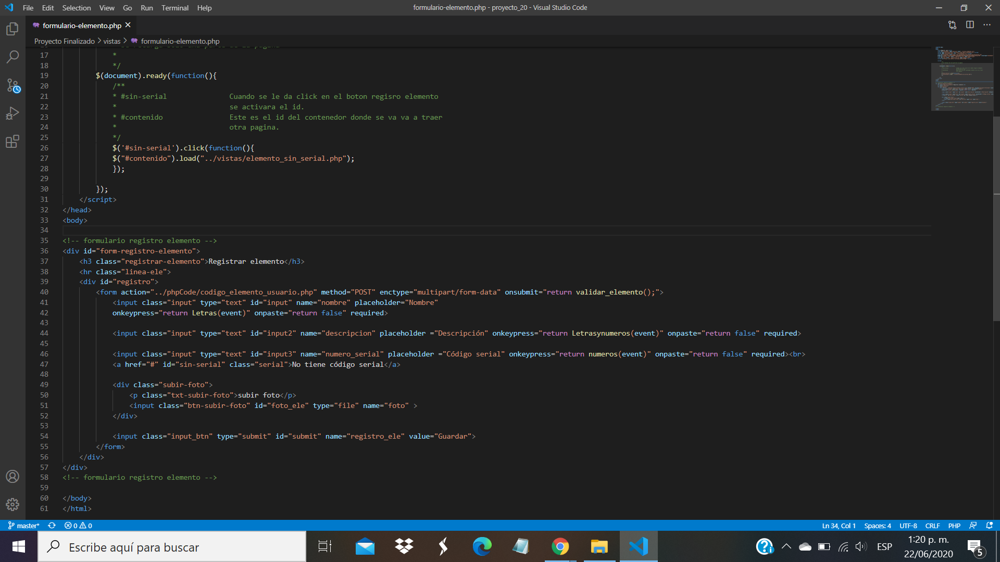 File Edit Selection View Go Run Terminal Help
formulario-elemento.php - proyecto_20 - Visual Studio Code
formulario-elemento.php
Proyecto Finalizado > vistas > formulario-elemento.php
17 *
18 */
19 $(document).ready(function(){
20 /**
21 * #sin-serial Cuando se le da click en el boton regisro elemento
22 * se activara el id.
23 * #contenido Este es el id del contenedor donde se va va a traer
24 * otra pagina.
25 */
26 $('#sin-serial').click(function(){
27 $("#contenido").load("../vistas/elemento_sin_serial.php");
28 });
29
30 });
31 </script>
32 </head>
33 <body>
34
35 <!-- formulario registro elemento -->
36 <div id="form-registro-elemento">
37 <h3 class="registrar-elemento">Registrar elemento</h3>
38 <hr class="linea-ele">
39 <div id="registro">
40 <form action="../phpCode/codigo_elemento_usuario.php" method="POST" enctype="multipart/form-data" onsubmit="return validar_elemento();">
41 <input class="input" type="text" id="input" name="nombre" placeholder="Nombre"
42 onkeypress="return Letras(event)" onpaste="return false" required>
43
44 <input class="input" type="text" id="input2" name="descripcion" placeholder ="Descripción" onkeypress="return Letrasynumeros(event)" onpaste="return false" required>
45
46 <input class="input" type="text" id="input3" name="numero_serial" placeholder ="Código serial" onkeypress="return numeros(event)" onpaste="return false" required><br>
47 <a href="#" id="sin-serial" class="serial">No tiene código serial</a>
48
49 <div class="subir-foto">
50 <p class="txt-subir-foto">subir foto</p>
51 <input class="btn-subir-foto" id="foto_ele" type="file" name="foto" >
52 </div>
53
54 <input class="input_btn" type="submit" id="submit" name="registro_ele" value="Guardar">
55 </form>
56 </div>
57 </div>
58 <!-- formulario registro elemento -->
59
60 </body>
61 </html>
master* 0 0 Ln 34, Col 1 Spaces: 4 UTF-8 CRLF PHP
Escribe aquí para buscar
ESP
1:20 p. m.
22/06/2020
5